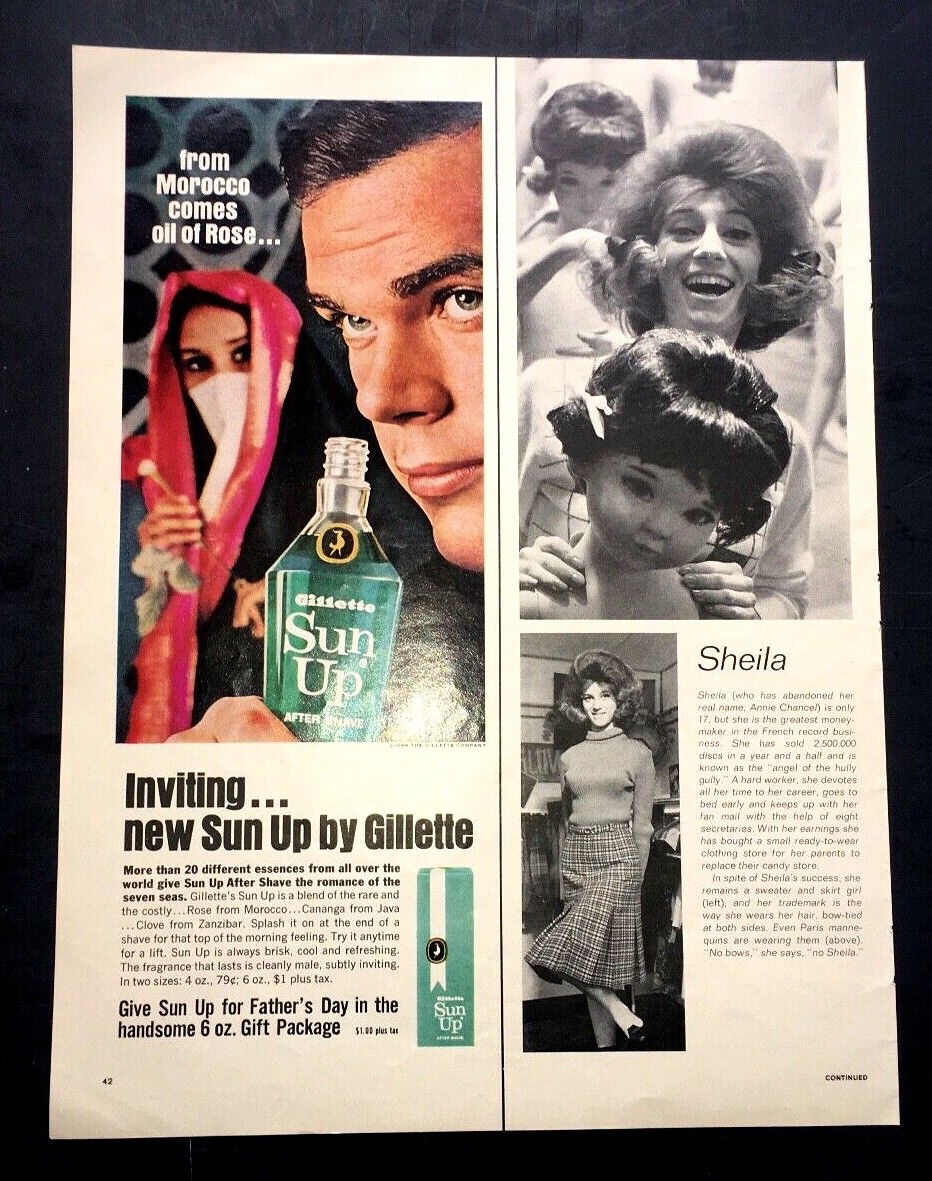 from
Morocco
comes
oil of Rose...
Gillette
Sun
Up
AFTER SHAVE
THE GILLETTE COMPANY
Inviting...
new Sun Up by Gillette
More than 20 different essences from all over the
world give Sun Up After Shave the romance of the
seven seas. Gillette's Sun Up is a blend of the rare and
the costly...Rose from Morocco...Cananga from Java
...Clove from Zanzibar. Splash it on at the end of a
shave for that top of the morning feeling. Try it anytime
for a lift. Sun Up is always brisk, cool and refreshing.
The fragrance that lasts is cleanly male, subtly inviting.
In two sizes: 4 oz., 79¢; 6 oz., $1 plus tax.
Give Sun Up for Father's Day in the
handsome 6 oz. Gift Package $1.00 plus tax
Gillette
Sun
Up
AFTER SHAVE
42
Sheila
Sheila (who has abandoned her
real name, Annie Chancel) is only
17, but she is the greatest money-
maker in the French record busi-
ness. She has sold 2,500,000
discs in a year and a half and is
known as the "angel of the hully
gully." A hard worker, she devotes
all her time to her career, goes to
bed early and keeps up with her
fan mail with the help of eight
secretaries. With her earnings she
has bought a small ready-to-wear
clothing store for her parents to
replace their candy store.
In spite of Sheila's success, she
remains a sweater and skirt girl
(left), and her trademark is the
way she wears her hair, bow-tied
at both sides. Even Paris manne-
quins are wearing them (above).
"No bows," she says, "no Sheila."
CONTINUED